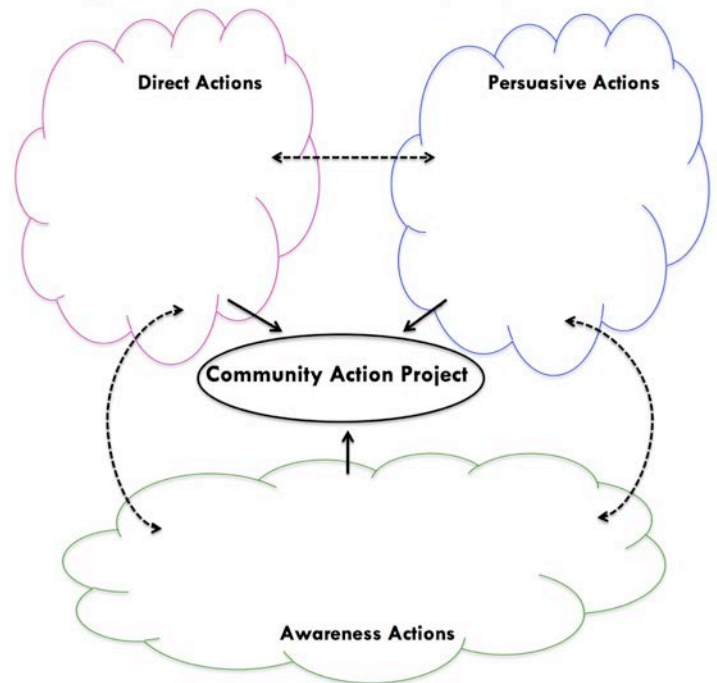 Direct Actions
Persuasive Actions
Community Action Project
Awareness Actions